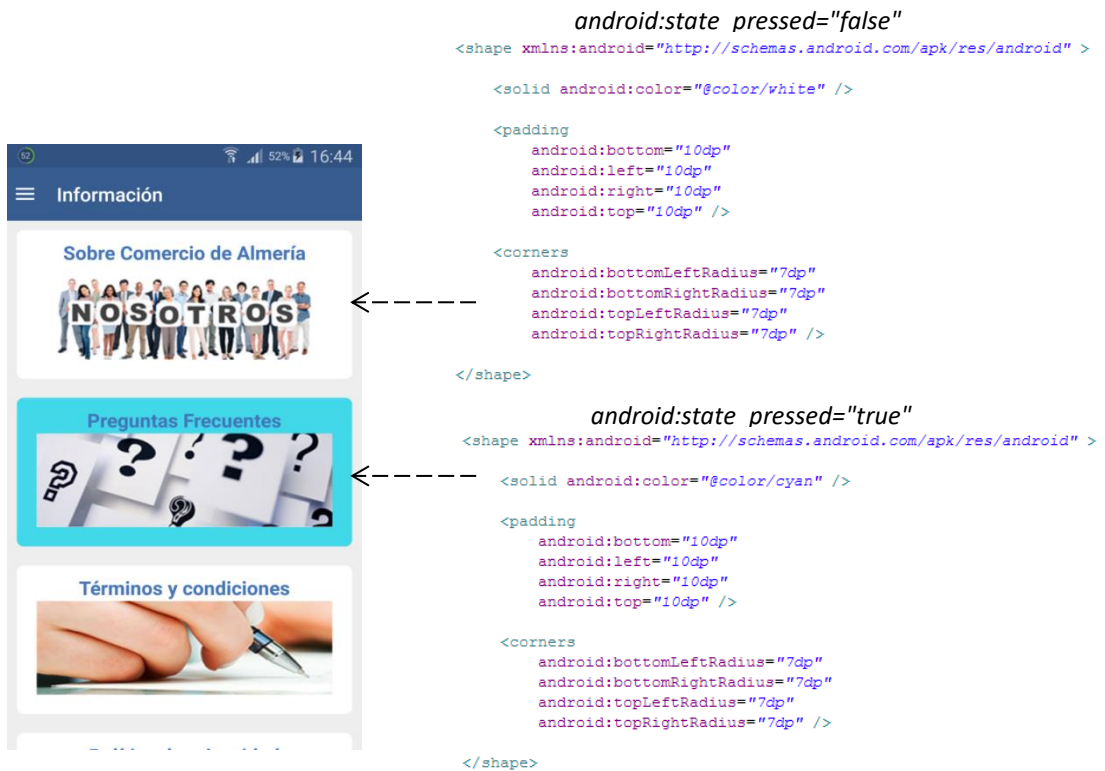 android:state_pressed="false"
<shape xmlns:android="http://schemas.android.com/apk/res/android" >
<solid android:color="@color/white" />
<padding
android:bottom="10dp"
android:left="10dp"
android:right="10dp"
android:top="10dp" />
<corners
android:bottomLeftRadius="7dp"
android:bottomRightRadius="7dp"
android:topLeftRadius="7dp"
android:topRightRadius="7dp" />
</shape>
52 52% 16:44
Información
Sobre Comercio de Almería
NOSOTROS
Preguntas Frecuentes
? ? ? ? ? ? ?
Términos y condiciones
android:state_pressed="true"
<shape xmlns:android="http://schemas.android.com/apk/res/android" >
<solid android:color="@color/cyan" />
<padding
android:bottom="10dp"
android:left="10dp"
android:right="10dp"
android:top="10dp" />
<corners
android:bottomLeftRadius="7dp"
android:bottomRightRadius="7dp"
android:topLeftRadius="7dp"
android:topRightRadius="7dp" />
</shape>